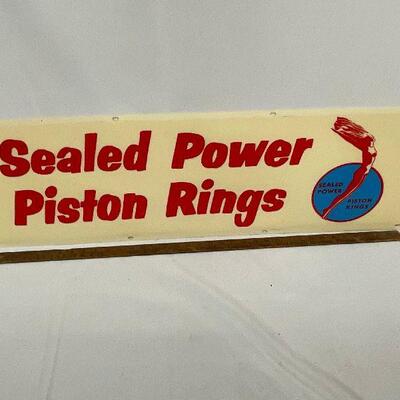 Sealed Power
Piston Rings
SEALED
POWER
PISTON
RINGS